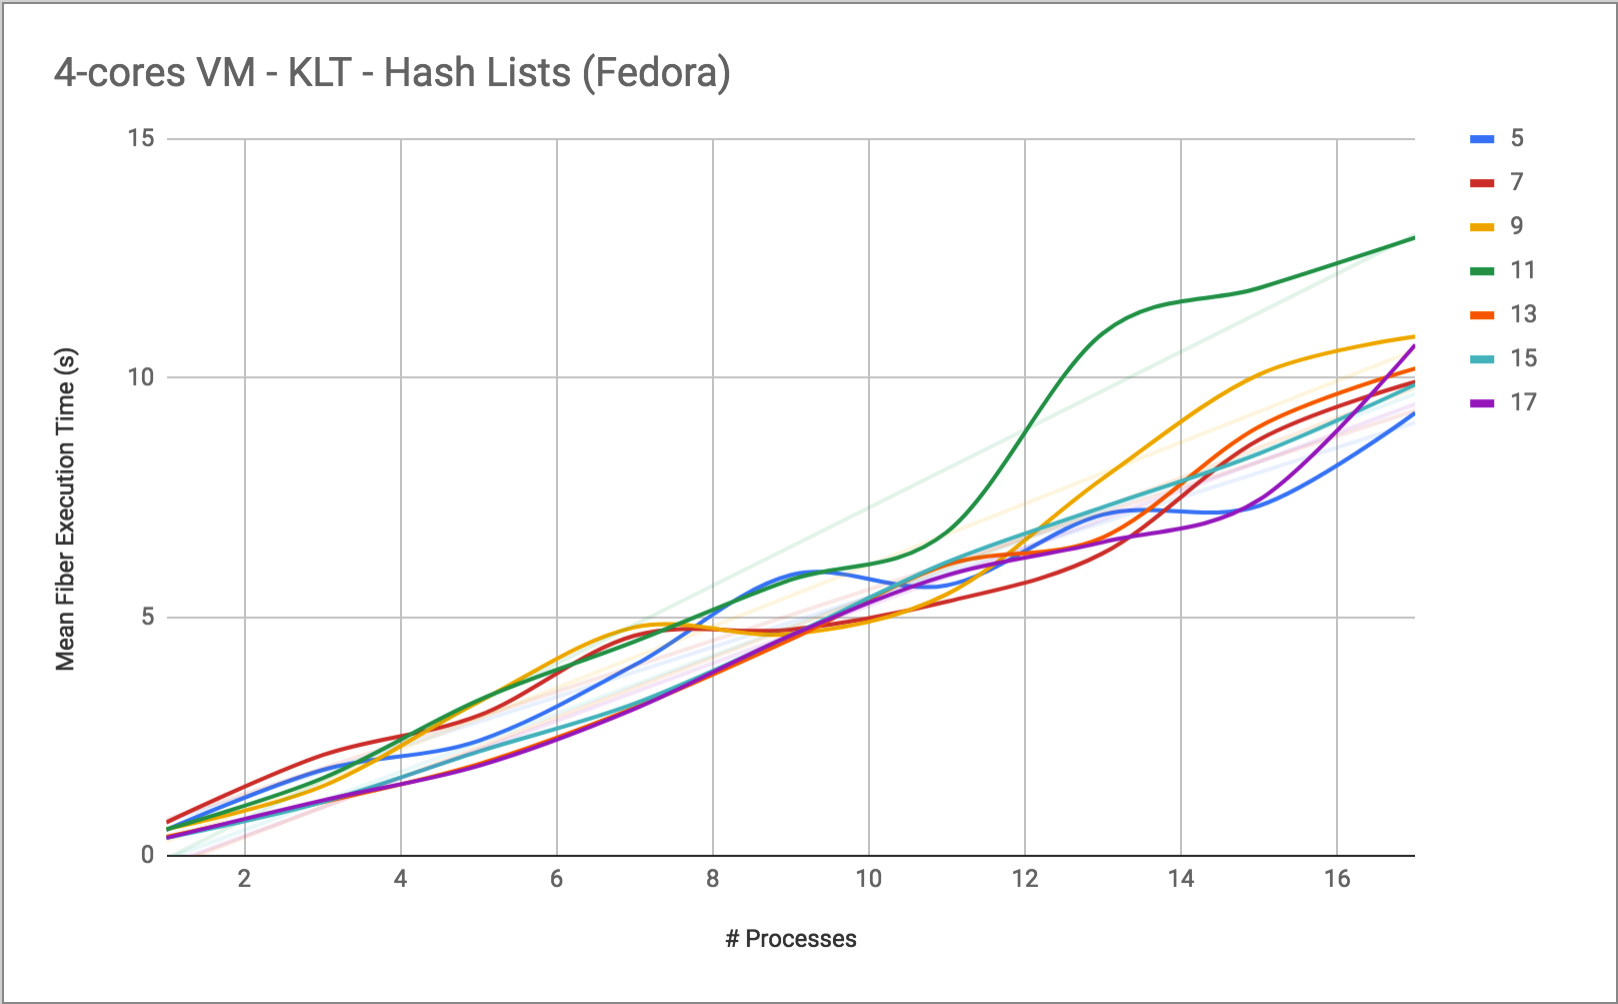 4-cores VM - KLT - Hash Lists (Fedora)
15
10
5
0
Mean Fiber Execution Time (s)
2 4 6 8 10 12 14 16
# Processes
5
7
9
11
13
15
17